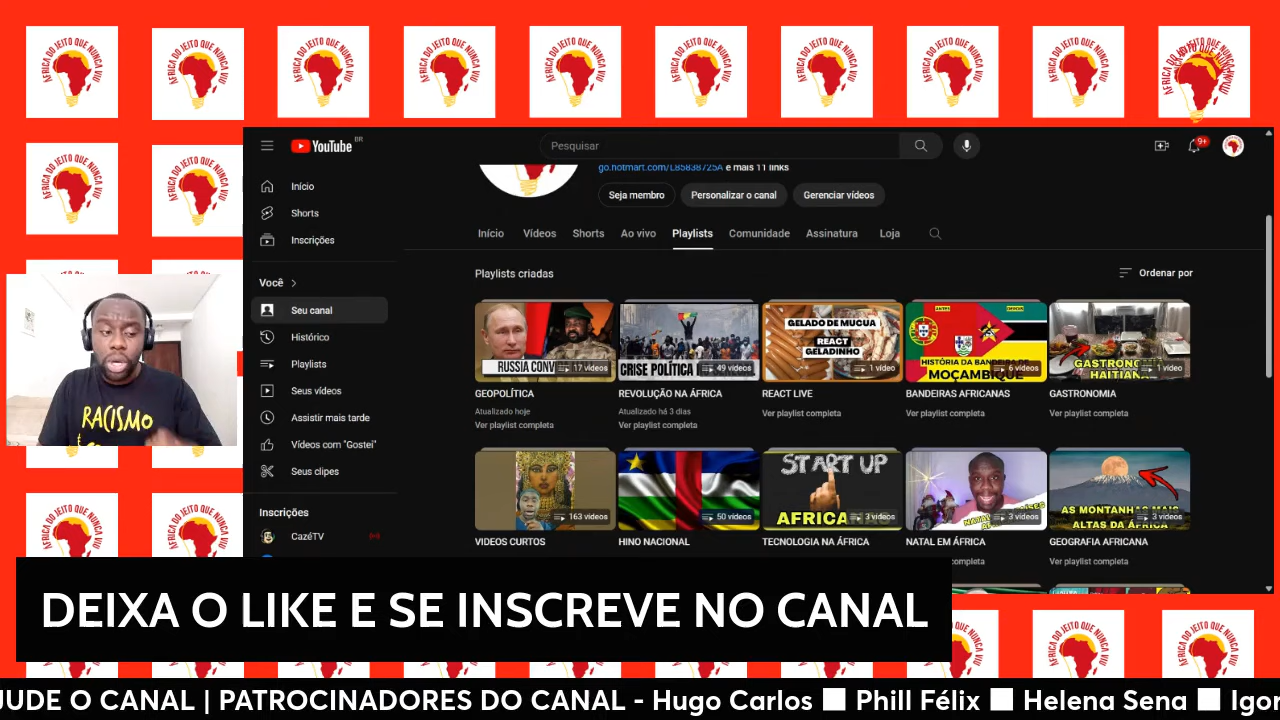 ÁFRICA DO JEITO QUE NUNCA VIU
YouTube BR
Pesquisar
9+
go.hotmart.com/L85838725A e mais 11 links
Seja membro
Personalizar o canal
Gerenciar vídeos
Início
Shorts
Inscrições
Você
Seu canal
Histórico
Playlists
Seus vídeos
Assistir mais tarde
Vídeos com "Gostei"
Seus clipes
Inscrições
CazéTV
Início Vídeos Shorts Ao vivo Playlists Comunidade Assinatura Loja
Playlists criadas
Ordenar por
RUSSIA CONV
17 vídeos
GEOPOLÍTICA
Atualizado hoje
Ver playlist completa
CRISE POLÍTICA
49 vídeos
REVOLUÇÃO NA ÁFRICA
Atualizado há 3 dias
Ver playlist completa
GELADO DE MUCUA
REACT
GELADINHO
1 vídeo
REACT LIVE
Ver playlist completa
ANTES
DEPOIS
HISTÓRIA DA BANDEIRA DE
MOÇAMBIQUE
6 vídeos
BANDEIRAS AFRICANAS
Ver playlist completa
GASTRONOMIA
HAITIANA
1 vídeo
GASTRONOMIA
Ver playlist completa
163 vídeos
VIDEOS CURTOS
50 vídeos
HINO NACIONAL
START UP
AFRICANAS
3 vídeos
TECNOLOGIA NA ÁFRICA
3 vídeos
NATAL EM ÁFRICA
completa
AS MONTANHAS MAIS
ALTAS DA ÁFRICA
3 vídeos
GEOGRAFIA AFRICANA
Ver playlist completa
RACISMO
DEIXA O LIKE E SE INSCREVE NO CANAL
JUDE O CANAL | PATROCINADORES DO CANAL - Hugo Carlos ■ Phill Félix ■ Helena Sena ■ Igor